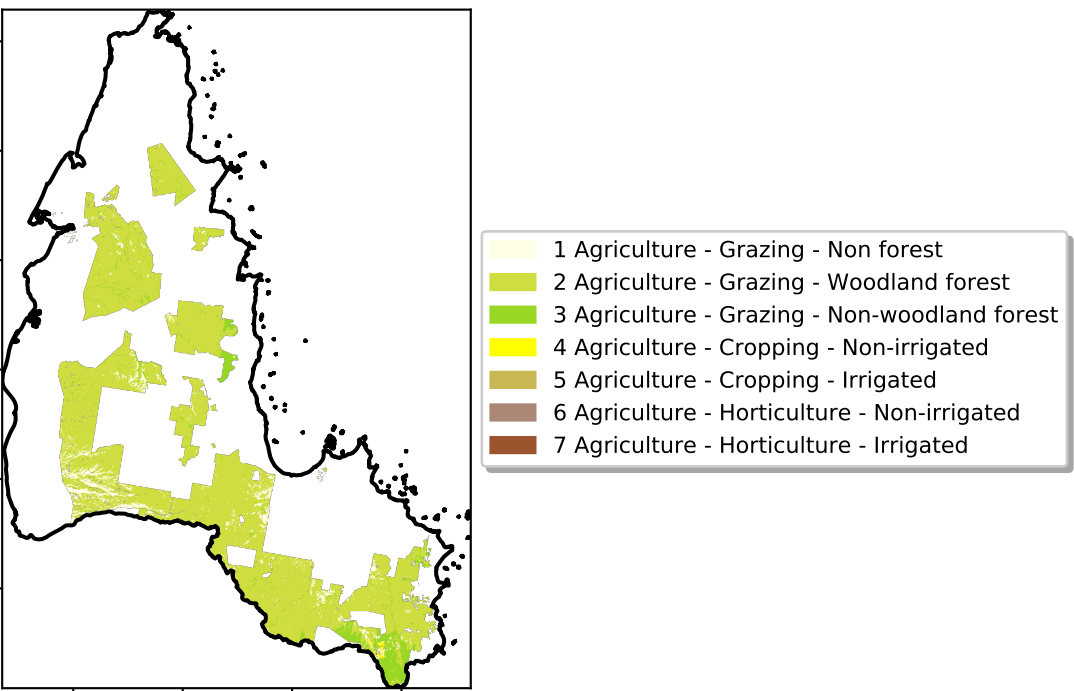 1 Agriculture - Grazing - Non forest
2 Agriculture - Grazing - Woodland forest
3 Agriculture - Grazing - Non-woodland forest
4 Agriculture - Cropping - Non-irrigated
5 Agriculture - Cropping - Irrigated
6 Agriculture - Horticulture - Non-irrigated
7 Agriculture - Horticulture - Irrigated